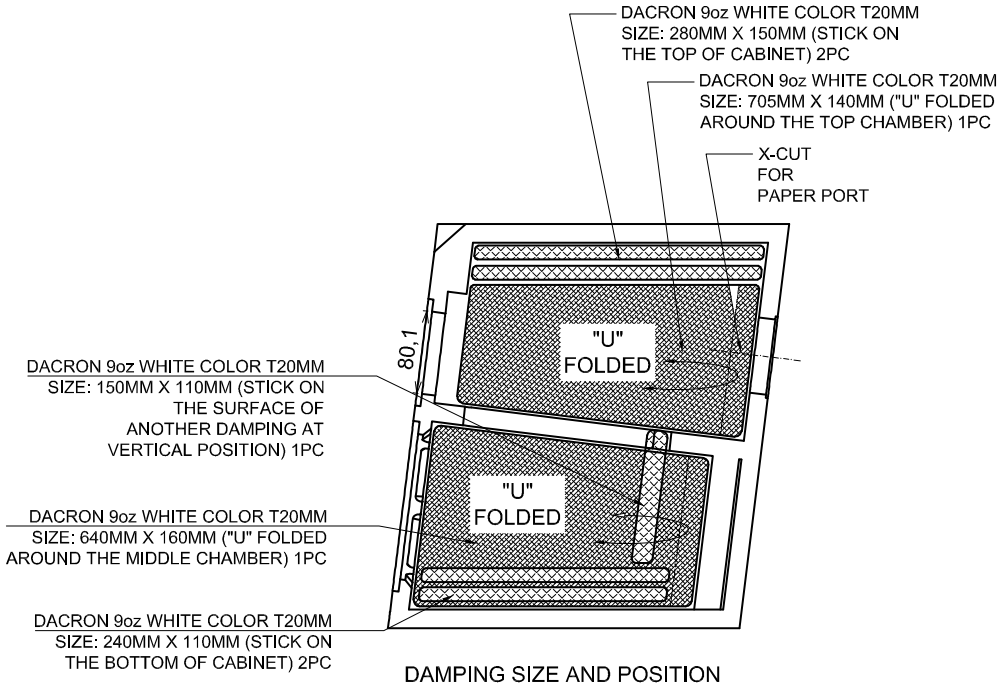 DACRON 9oz WHITE COLOR T20MM
SIZE: 280MM X 150MM (STICK ON
THE TOP OF CABINET) 2PC
DACRON 9oz WHITE COLOR T20MM
SIZE: 705MM X 140MM ("U" FOLDED
AROUND THE TOP CHAMBER) 1PC
X-CUT
FOR
PAPER PORT
80,1
"U"
FOLDED
DACRON 9oz WHITE COLOR T20MM
SIZE: 150MM X 110MM (STICK ON
THE SURFACE OF
ANOTHER DAMPING AT
VERTICAL POSITION) 1PC
"U"
FOLDED
DACRON 9oz WHITE COLOR T20MM
SIZE: 640MM X 160MM ("U" FOLDED
AROUND THE MIDDLE CHAMBER) 1PC
DACRON 9oz WHITE COLOR T20MM
SIZE: 240MM X 110MM (STICK ON
THE BOTTOM OF CABINET) 2PC
DAMPING SIZE AND POSITION